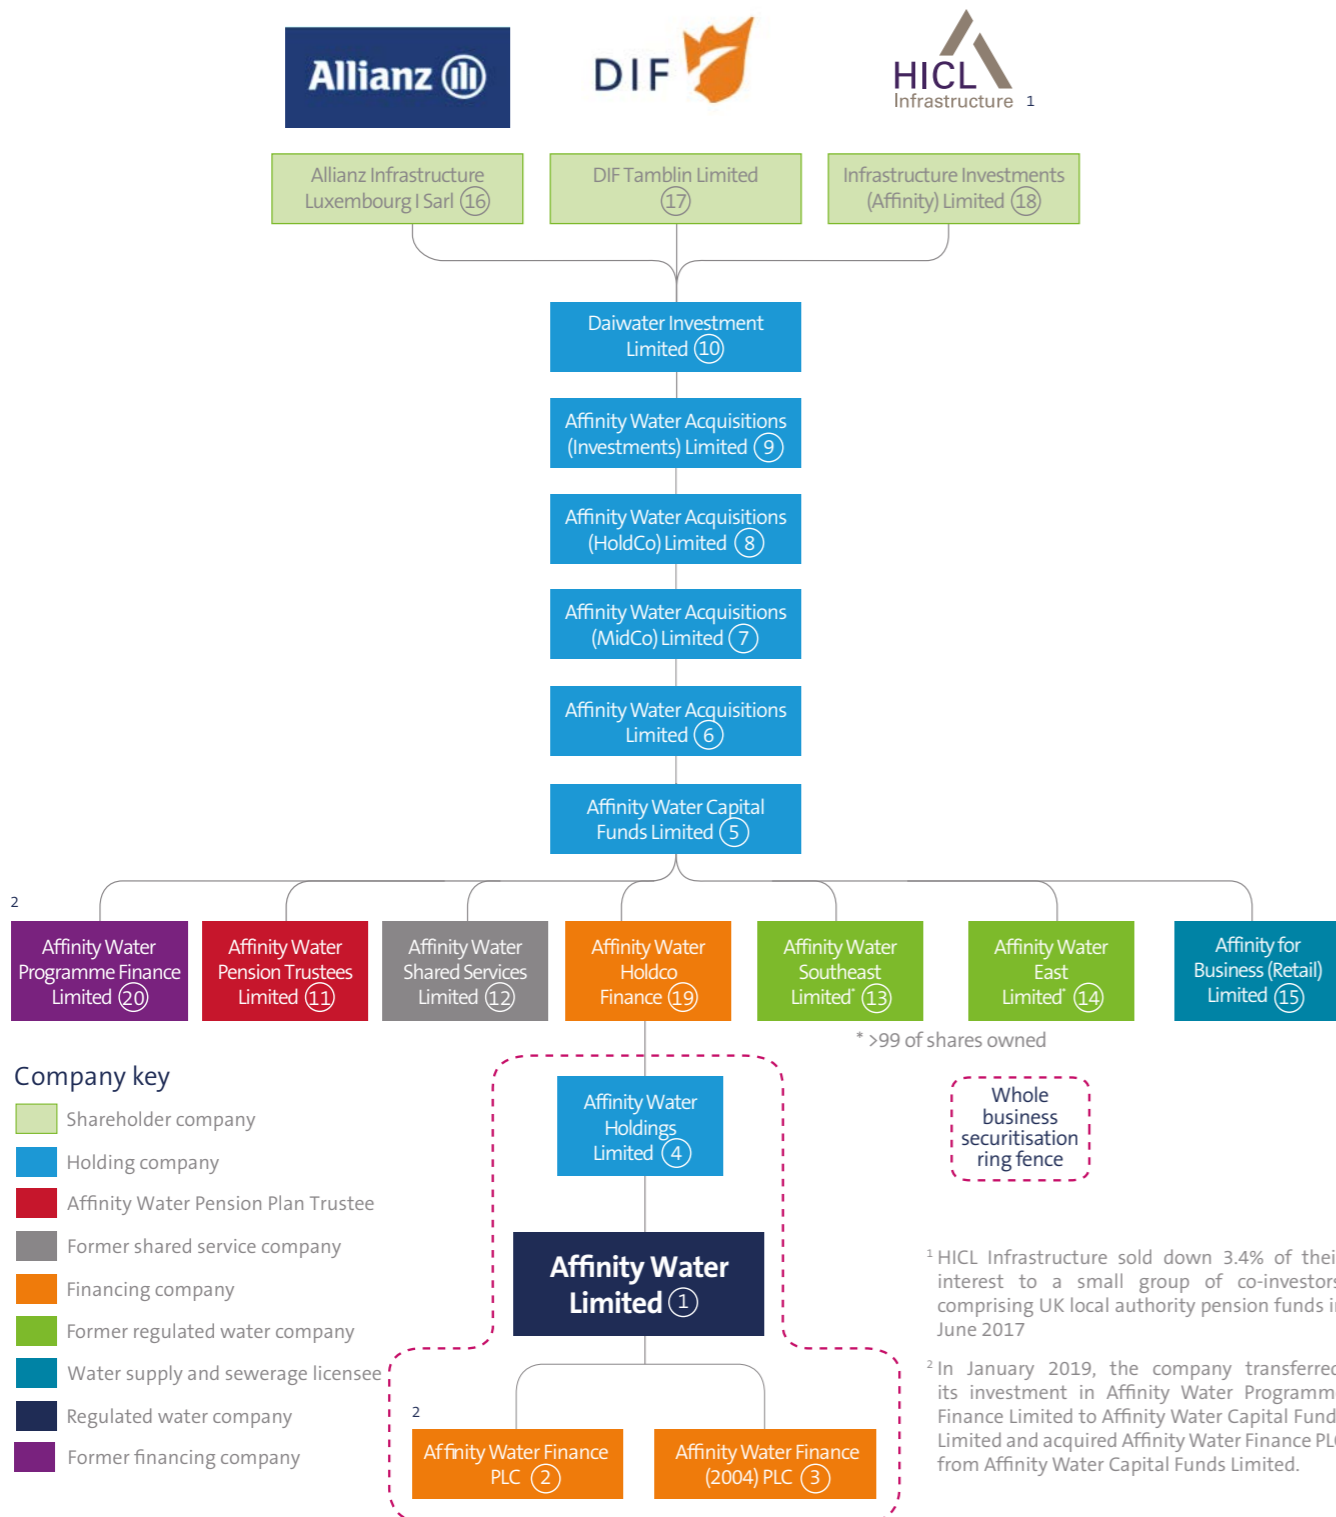 Allianz
DIF
HICL
Infrastructure 1
Allianz Infrastructure
Luxembourg I Sarl 16
DIF Tamblin Limited
17
Infrastructure Investments
(Affinity) Limited 18
Daiwater Investment
Limited 10
Affinity Water Acquisitions
(Investments) Limited 9
Affinity Water Acquisitions
(HoldCo) Limited 8
Affinity Water Acquisitions
(MidCo) Limited 7
Affinity Water Acquisitions
Limited 6
Affinity Water Capital
Funds Limited 5
2
Affinity Water
Programme Finance
Limited 20
Affinity Water
Pension Trustees
Limited 11
Affinity Water
Shared Services
Limited 12
Affinity Water
Holdco
Finance 19
Affinity Water
Southeast
Limited* 13
Affinity Water
East
Limited* 14
Affinity for
Business (Retail)
Limited 15
* >99 of shares owned
Company key
Shareholder company
Holding company
Affinity Water Pension Plan Trustee
Former shared service company
Financing company
Former regulated water company
Water supply and sewerage licensee
Regulated water company
Former financing company
Affinity Water
Holdings
Limited 4
Whole
business
securitisation
ring fence
Affinity Water
Limited 1
2
Affinity Water Finance
PLC 2
Affinity Water Finance
(2004) PLC 3
1 HICL Infrastructure sold down 3.4% of thei
interest to a small group of co-investors
comprising UK local authority pension funds i
June 2017
2 In January 2019, the company transferred
its investment in Affinity Water Programm
Finance Limited to Affinity Water Capital Fund
Limited and acquired Affinity Water Finance PL
from Affinity Water Capital Funds Limited.